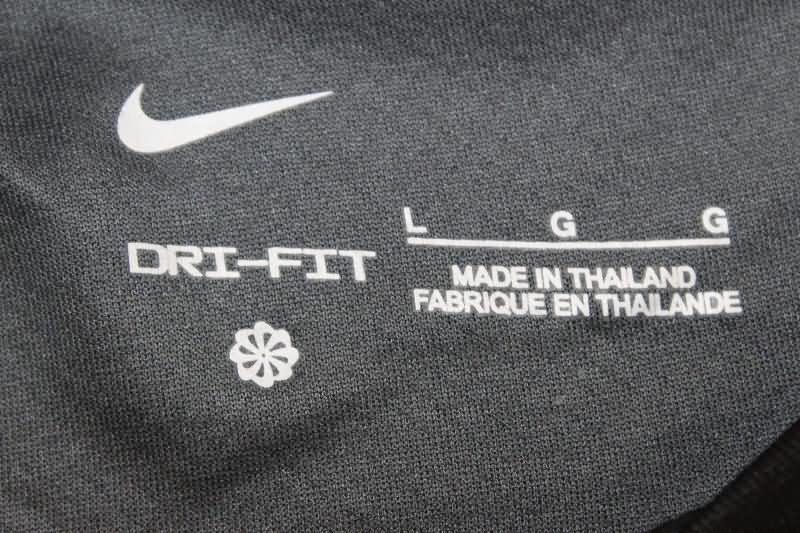 DRI-FIT
L G G
MADE IN THAILAND
FABRIQUE EN THAILANDE